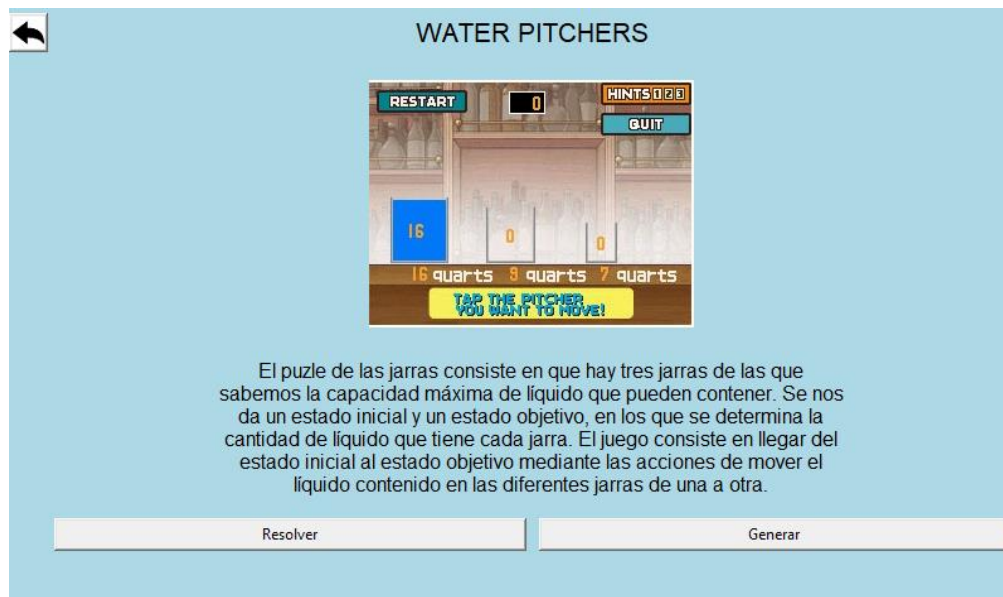 WATER PITCHERS
RESTART
0
HINTS 1 2 3
QUIT
16
0
0
16 quarts 9 quarts 7 quarts
TAP THE PITCHER
YOU WANT TO MOVE!
El puzle de las jarras consiste en que hay tres jarras de las que
sabemos la capacidad máxima de líquido que pueden contener. Se nos
da un estado inicial y un estado objetivo, en los que se determina la
cantidad de líquido que tiene cada jarra. El juego consiste en llegar del
estado inicial al estado objetivo mediante las acciones de mover el
líquido contenido en las diferentes jarras de una a otra.
Resolver
Generar